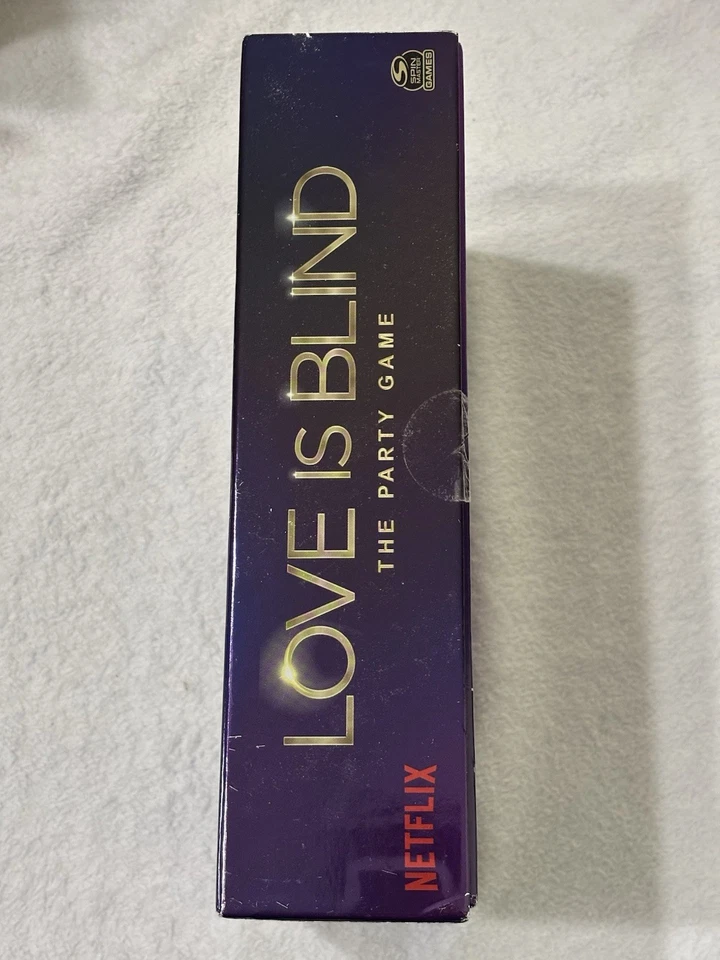 NETFLIX
LOVE IS BLIND
THE PARTY GAME
SPIN
MASTER
GAMES